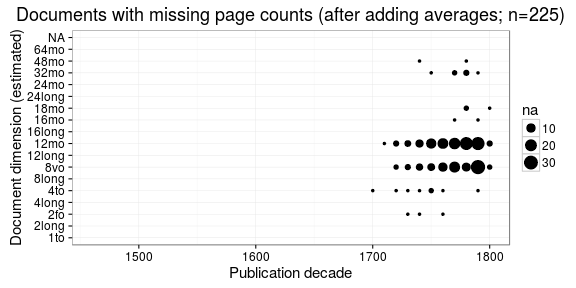 Documents with missing page counts (after adding averages; n=225)
Document dimension (estimated)
NA
64mo
48mo
32mo
24mo
24long
18mo
16mo
16long
12mo
12long
8vo
8long
4to
4long
2fo
2long
1to
1500
1600
1700
1800
Publication decade
na
10
20
30